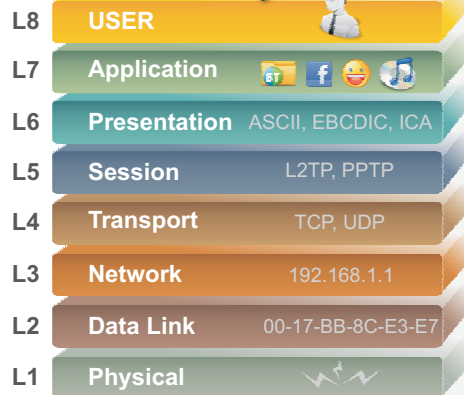 L8 USER
L7 Application BT f
L6 Presentation ASCII, EBCDIC, ICA
L5 Session L2TP, PPTP
L4 Transport TCP, UDP
L3 Network 192.168.1.1
L2 Data Link 00-17-BB-8C-E3-E7
L1 Physical